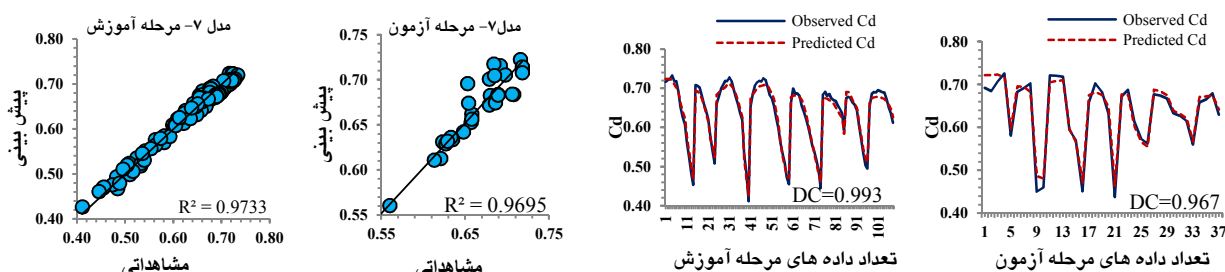 مدل ۷- مرحله آموزش
پیش بینی
0.80
0.70
0.60
0.50
0.40
R² = 0.9733
0.40 0.50 0.60 0.70 0.80
مشاهداتی
مدل۷- مرحله آزمون
پیش بینی
0.75
0.70
0.65
0.60
0.55
R² = 0.9695
0.55 0.65 0.75
مشاهداتی
Observed Cd
Predicted Cd
Cd
0.80
0.70
0.60
0.50
0.40
DC=0.993
1 11 21 31 41 51 61 71 81 91 101
تعداد داده های مرحله آموزش
Observed Cd
Predicted Cd
Cd
0.80
0.70
0.60
0.50
0.40
DC=0.967
1 5 9 13 17 21 25 29 33 37
تعداد داده های مرحله آزمون